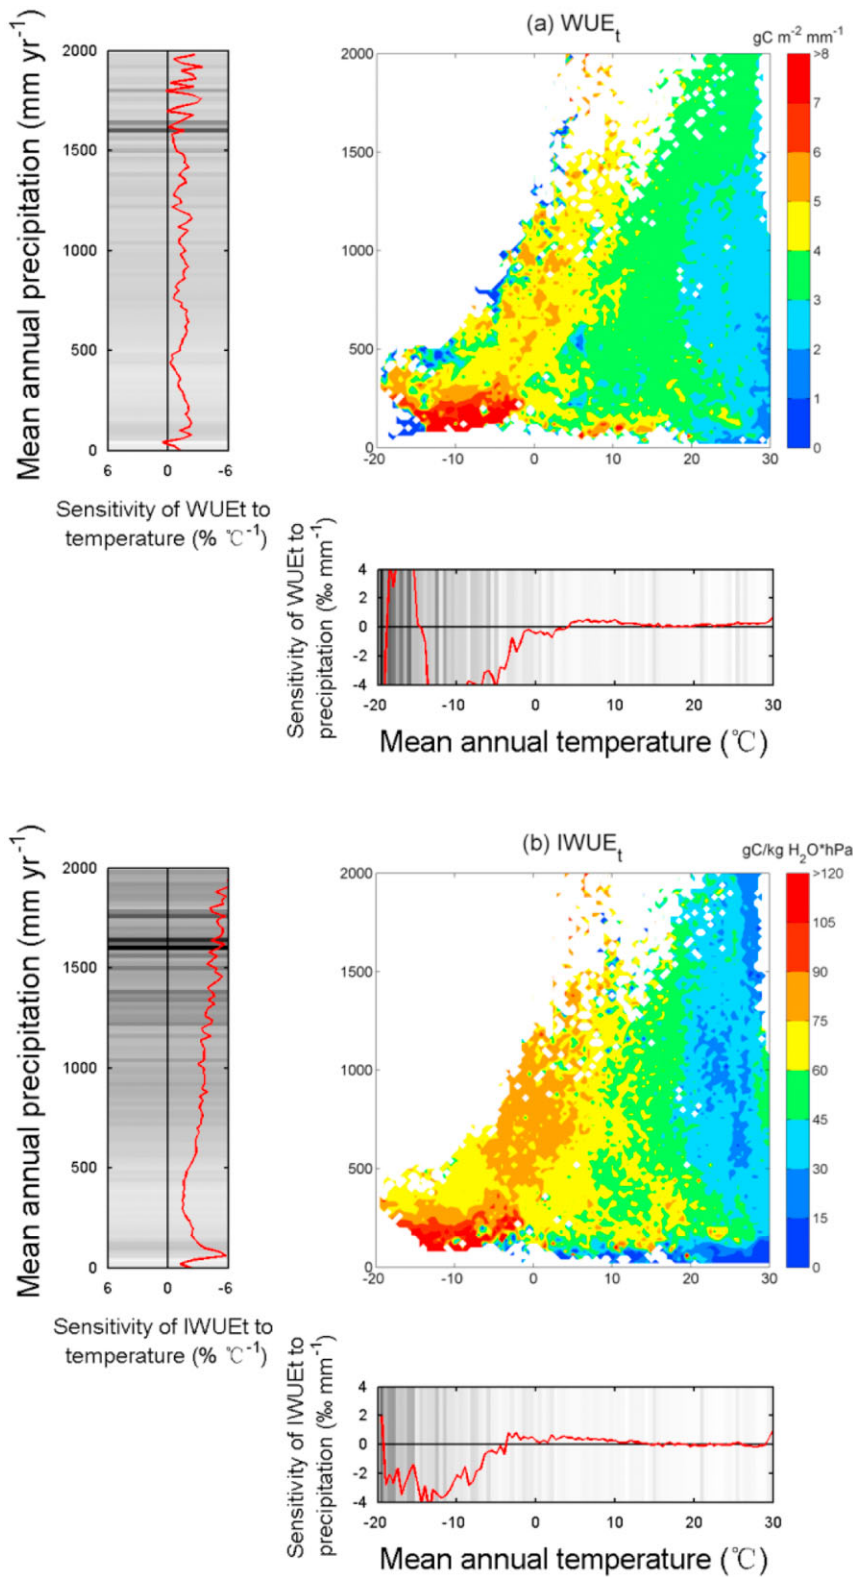 (a) WUEt
gC m-2 mm-1
Mean annual precipitation (mm yr-1)
2000
1500
1000
500
0
6 0 -6
Sensitivity of WUEt to
temperature (% ℃-1)
2000
1500
1000
500
0
-20 -10 0 10 20 30
>8
7
6
5
4
3
2
1
0
Sensitivity of WUEt to
precipitation (‰ mm-1)
4
2
0
-2
-4
-20 -10 0 10 20 30
Mean annual temperature (℃)
(b) IWUEt
gC/kg H2O*hPa
Mean annual precipitation (mm yr-1)
2000
1500
1000
500
0
6 0 -6
Sensitivity of IWUEt to
temperature (% ℃-1)
2000
1500
1000
500
0
-20 -10 0 10 20 30
>120
105
90
75
60
45
30
15
0
Sensitivity of IWUEt to
precipitation (‰ mm-1)
4
2
0
-2
-4
-20 -10 0 10 20 30
Mean annual temperature (℃)